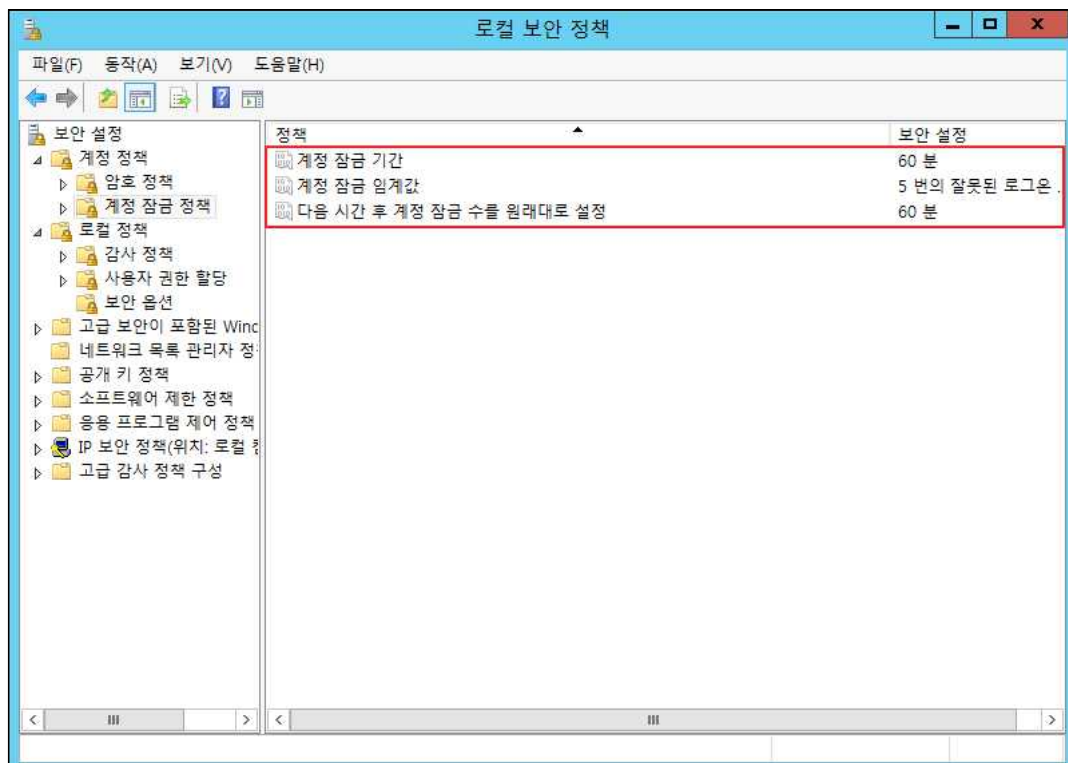 로컬 보안 정책
파일(F) 동작(A) 보기(V) 도움말(H)
보안 설정
계정 정책
암호 정책
계정 잠금 정책
로컬 정책
감사 정책
사용자 권한 할당
보안 옵션
고급 보안이 포함된 Winc
네트워크 목록 관리자 정
공개 키 정책
소프트웨어 제한 정책
응용 프로그램 제어 정책
IP 보안 정책(위치: 로컬
고급 감사 정책 구성
정책 보안 설정
계정 잠금 기간 60 분
계정 잠금 임계값 5 번의 잘못된 로그온 .
다음 시간 후 계정 잠금 수를 원래대로 설정 60 분